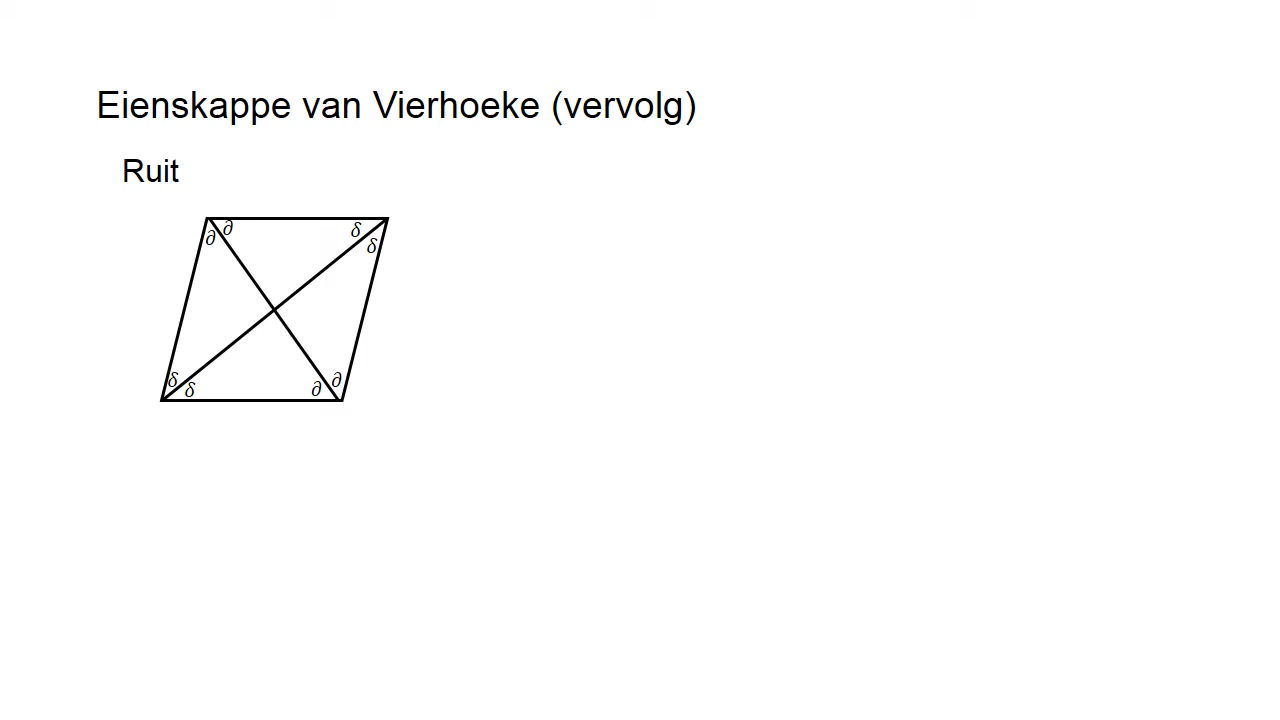 Eienskappe van Vierhoeke (vervolg)
Ruit
∂ ∂ δ δ
δ δ ∂ ∂